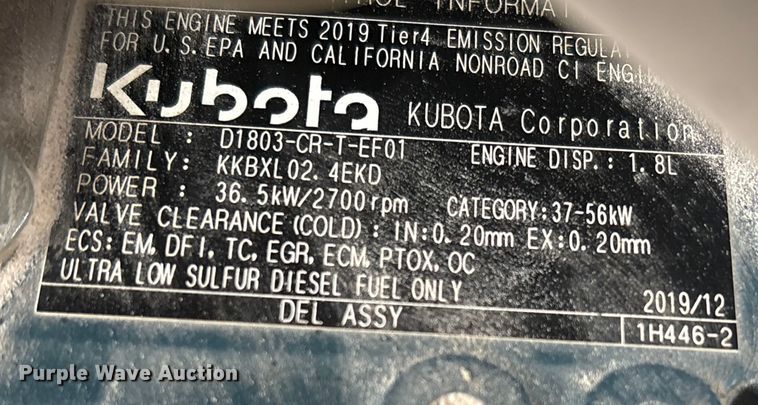 INFORMAT
THIS ENGINE MEETS 2019 Tier4 EMISSION REGULAT
FOR U.S.EPA AND CALIFORNIA NONROAD CI ENGI
Kubota KUBOTA Corporation
MODEL : D1803-CR-T-EF01 ENGINE DISP.: 1.8L
FAMILY: KKBXL02.4EKD
POWER : 36.5kW/2700rpm CATEGORY:37-56kW
VALVE CLEARANCE(COLD): IN:0.20mm EX:0.20mm
ECS: EM, DFI, TC, EGR, ECM, PTOX, OC
ULTRA LOW SULFUR DIESEL FUEL ONLY 2019/12
DEL ASSY 1H446-2
Purple Wave Auction